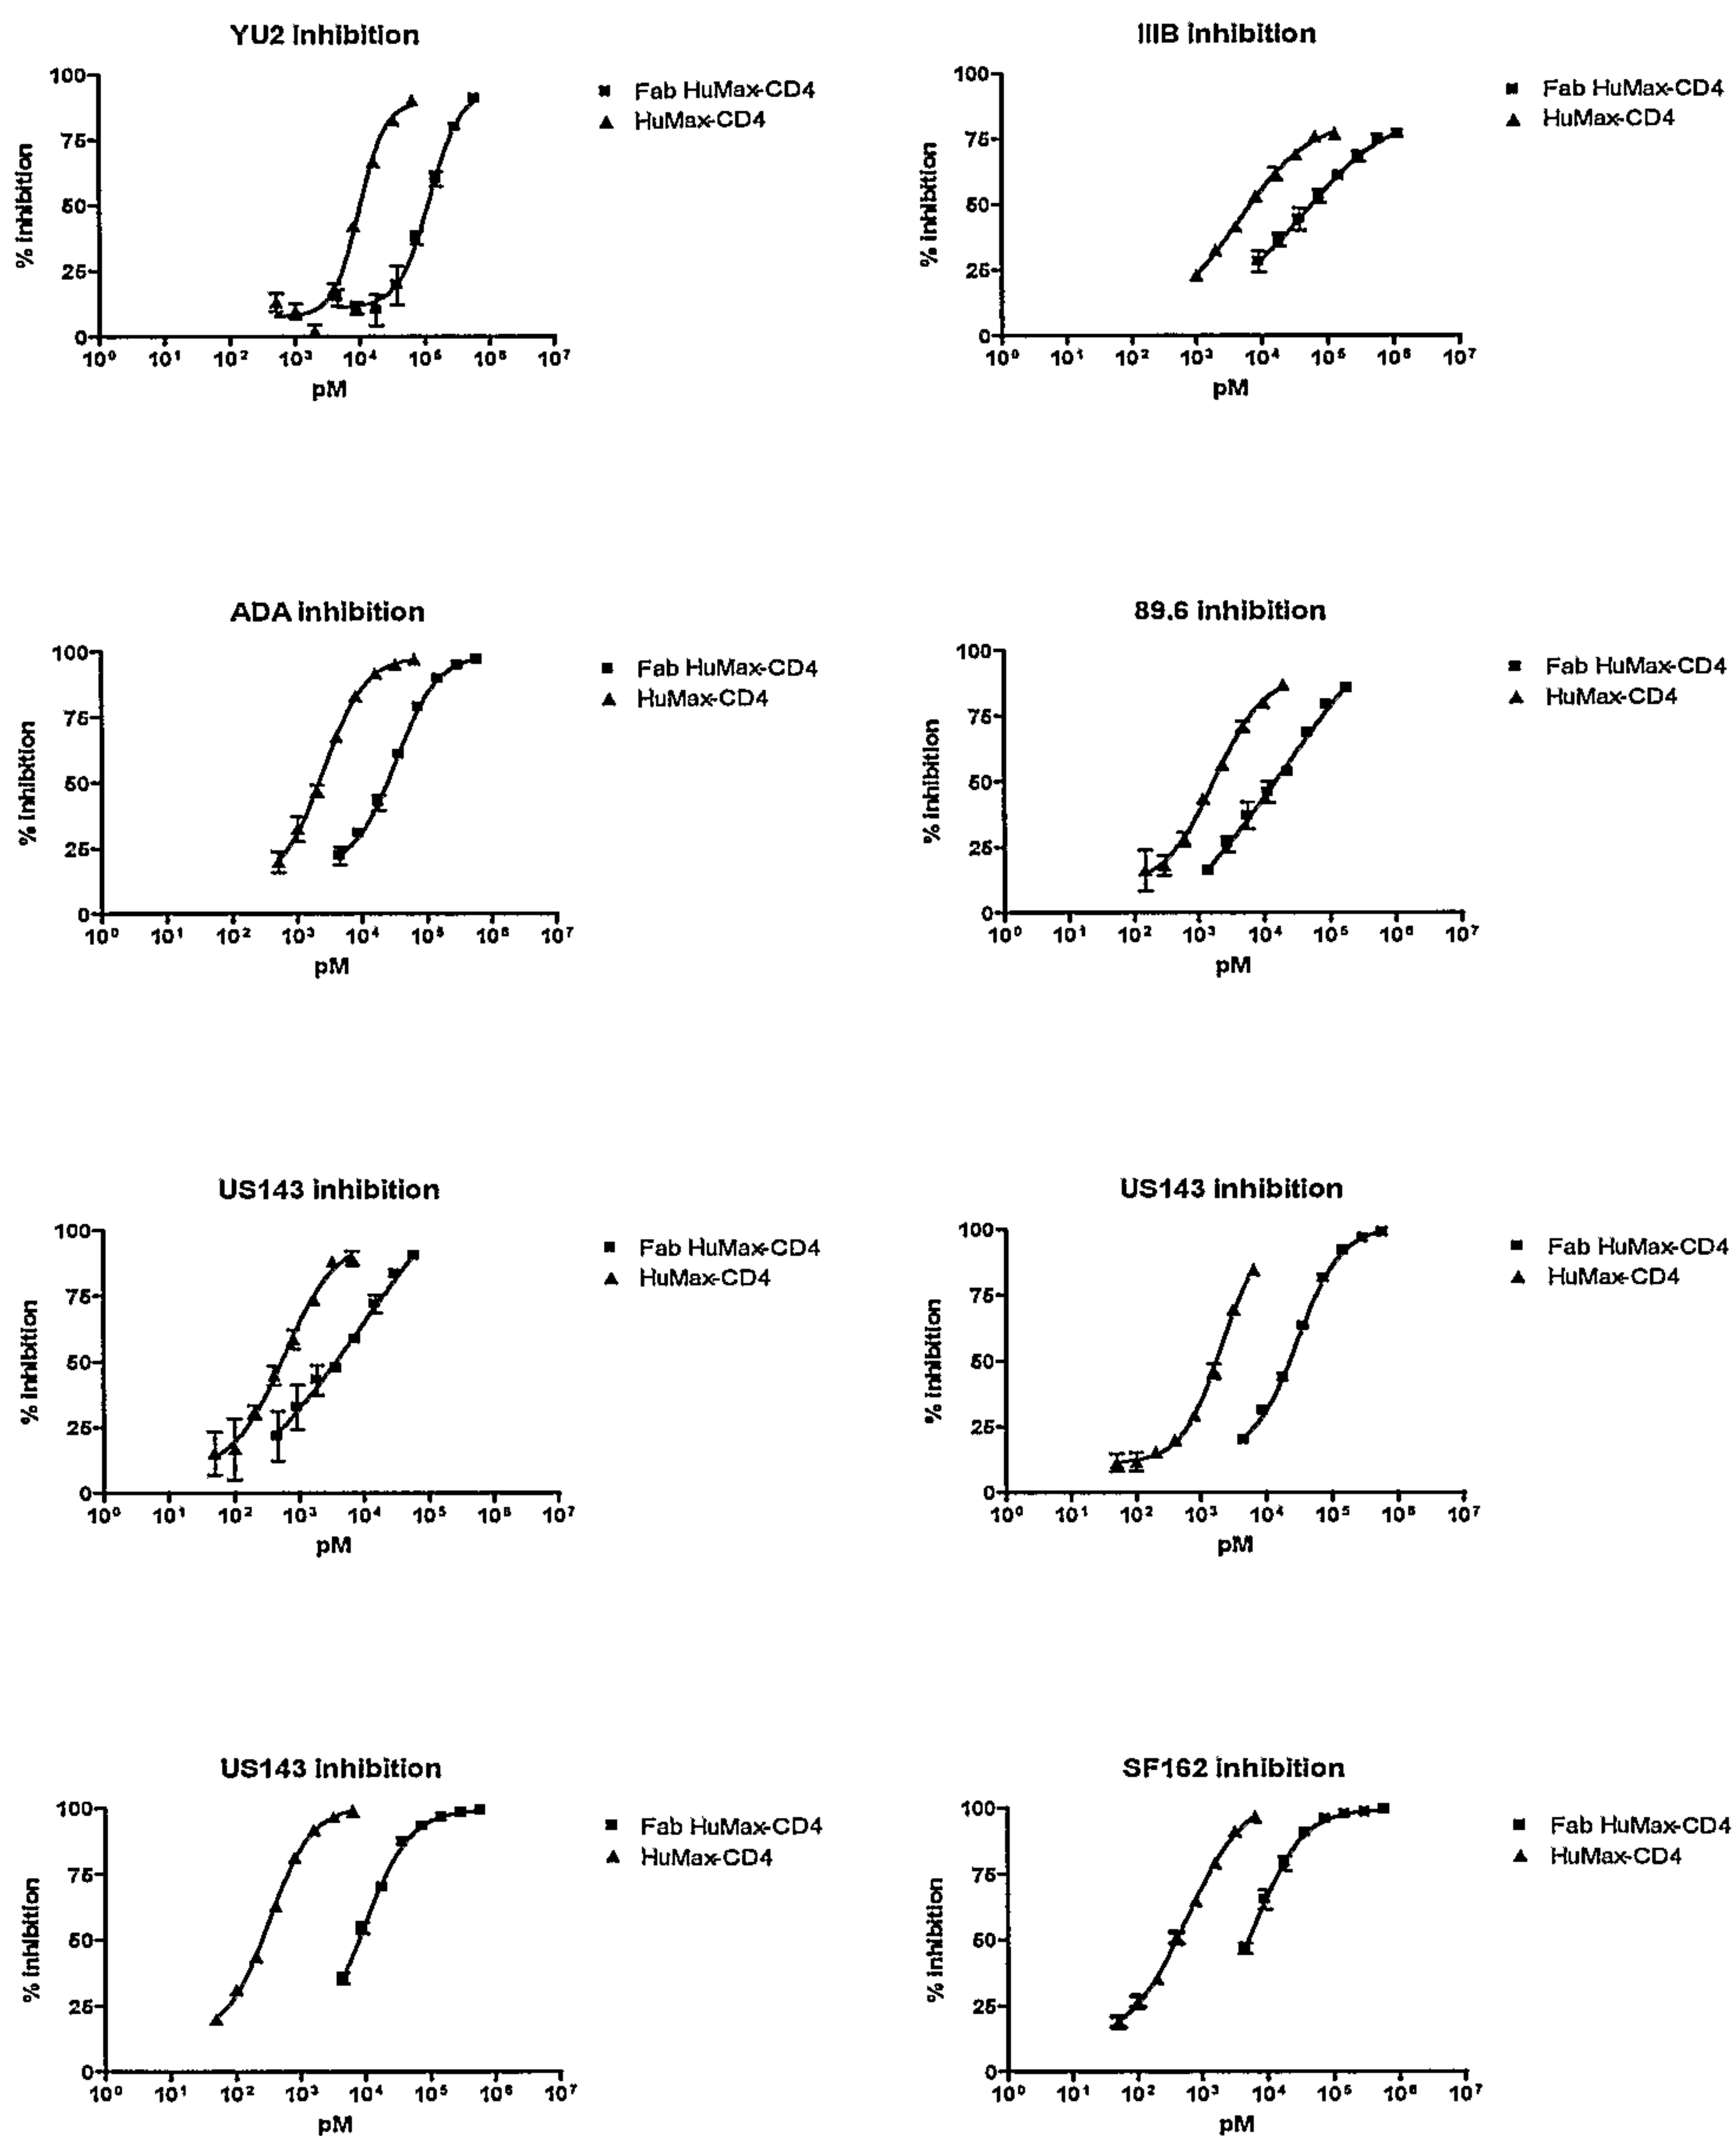 YU2 inhibition
100
75
50
25
0
% inhibition
10⁰ 10¹ 10² 10³ 10⁴ 10⁵ 10⁶ 10⁷
pM
Fab HuMax-CD4
HuMax-CD4
IIIB inhibition
100
75
50
25
0
% inhibition
10⁰ 10¹ 10² 10³ 10⁴ 10⁵ 10⁶ 10⁷
pM
Fab HuMax-CD4
HuMax-CD4
ADA inhibition
100
75
50
25
0
% inhibition
10⁰ 10¹ 10² 10³ 10⁴ 10⁵ 10⁶ 10⁷
pM
Fab HuMax-CD4
HuMax-CD4
89.6 inhibition
100
75
50
25
0
% inhibition
10⁰ 10¹ 10² 10³ 10⁴ 10⁵ 10⁶ 10⁷
pM
Fab HuMax-CD4
HuMax-CD4
US143 inhibition
100
75
50
25
0
% inhibition
10⁰ 10¹ 10² 10³ 10⁴ 10⁵ 10⁶ 10⁷
pM
Fab HuMax-CD4
HuMax-CD4
US143 inhibition
100
75
50
25
0
% inhibition
10⁰ 10¹ 10² 10³ 10⁴ 10⁵ 10⁶ 10⁷
pM
Fab HuMax-CD4
HuMax-CD4
US143 inhibition
100
75
50
25
0
% inhibition
10⁰ 10¹ 10² 10³ 10⁴ 10⁵ 10⁶ 10⁷
pM
Fab HuMax-CD4
HuMax-CD4
SF162 inhibition
100
75
50
25
0
% inhibition
10⁰ 10¹ 10² 10³ 10⁴ 10⁵ 10⁶ 10⁷
pM
Fab HuMax-CD4
HuMax-CD4